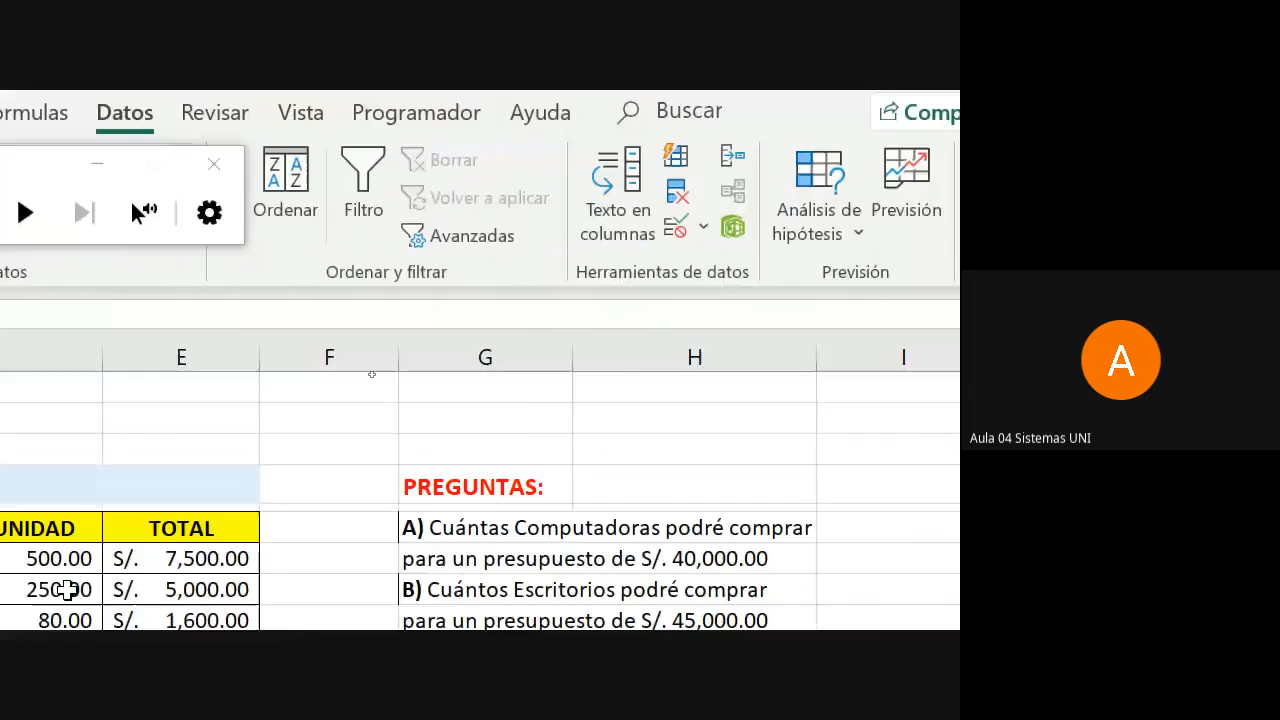 ormulas Datos Revisar Vista Programador Ayuda Buscar Comp
Ordenar
Filtro
Borrar
Volver a aplicar
Avanzadas
Texto en
columnas
Análisis de
hipótesis
Previsión
atos
Ordenar y filtrar
Herramientas de datos
Previsión
E F G H I
PREGUNTAS:
UNIDAD TOTAL A) Cuántas Computadoras podré comprar
500.00 S/. 7,500.00 para un presupuesto de S/. 40,000.00
250.00 S/. 5,000.00 B) Cuántos Escritorios podré comprar
80.00 S/. 1,600.00 para un presupuesto de S/. 45,000.00
A
Aula 04 Sistemas UNI